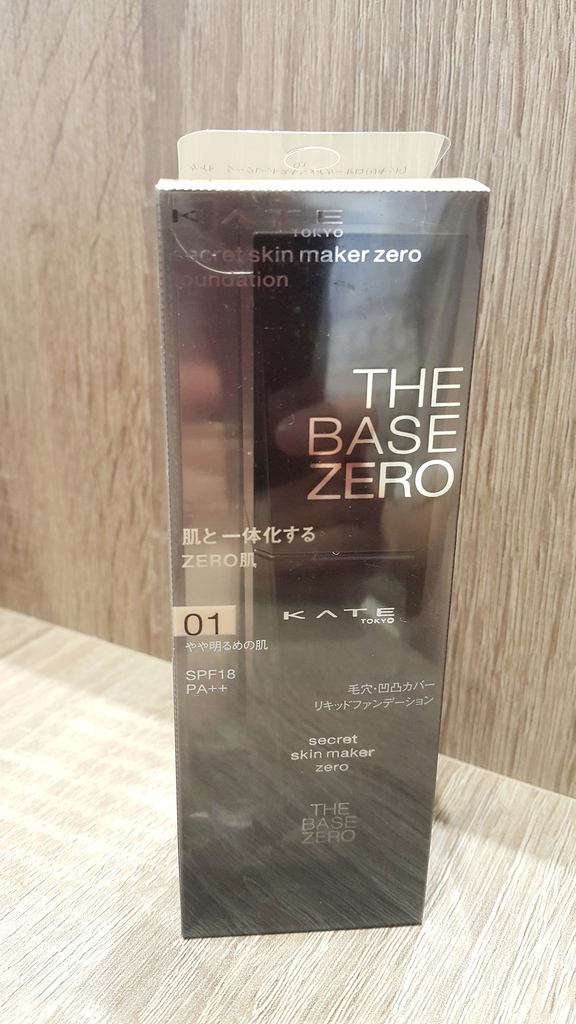 KATE
TOKYO
secret skin maker zero
foundation
THE
BASE
ZERO
肌と一体化する
ZERO肌
01
やや明るめの肌
SPF18
PA++
KATE
TOKYO
毛穴・凹凸カバー
リキッドファンデーション
secret
skin maker
zero
THE
BASE
ZERO